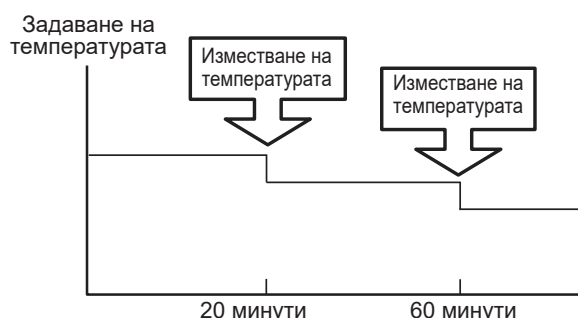 Задаване на
температурата
Изместване на
температурата
Изместване на
температурата
20 минути
60 минути